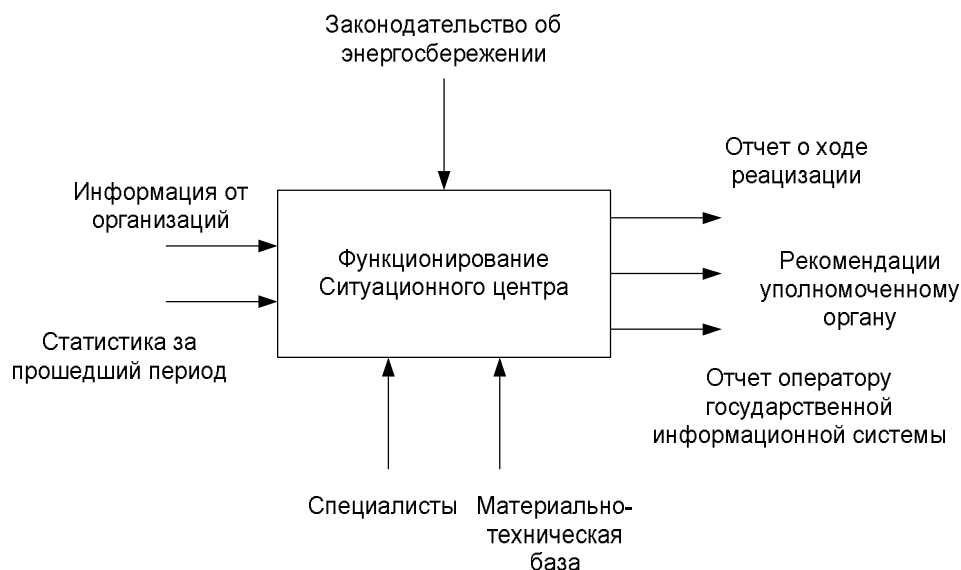 Законодательство об
энергосбережении
Отчет о ходе
реацизации
Информация от
организаций
Функционирование
Ситуационного центра
Рекомендации
уполномоченному
органу
Статистика за
прошедший период
Отчет оператору
государственной
информационной системы
Специалисты
Материально-
техническая
база